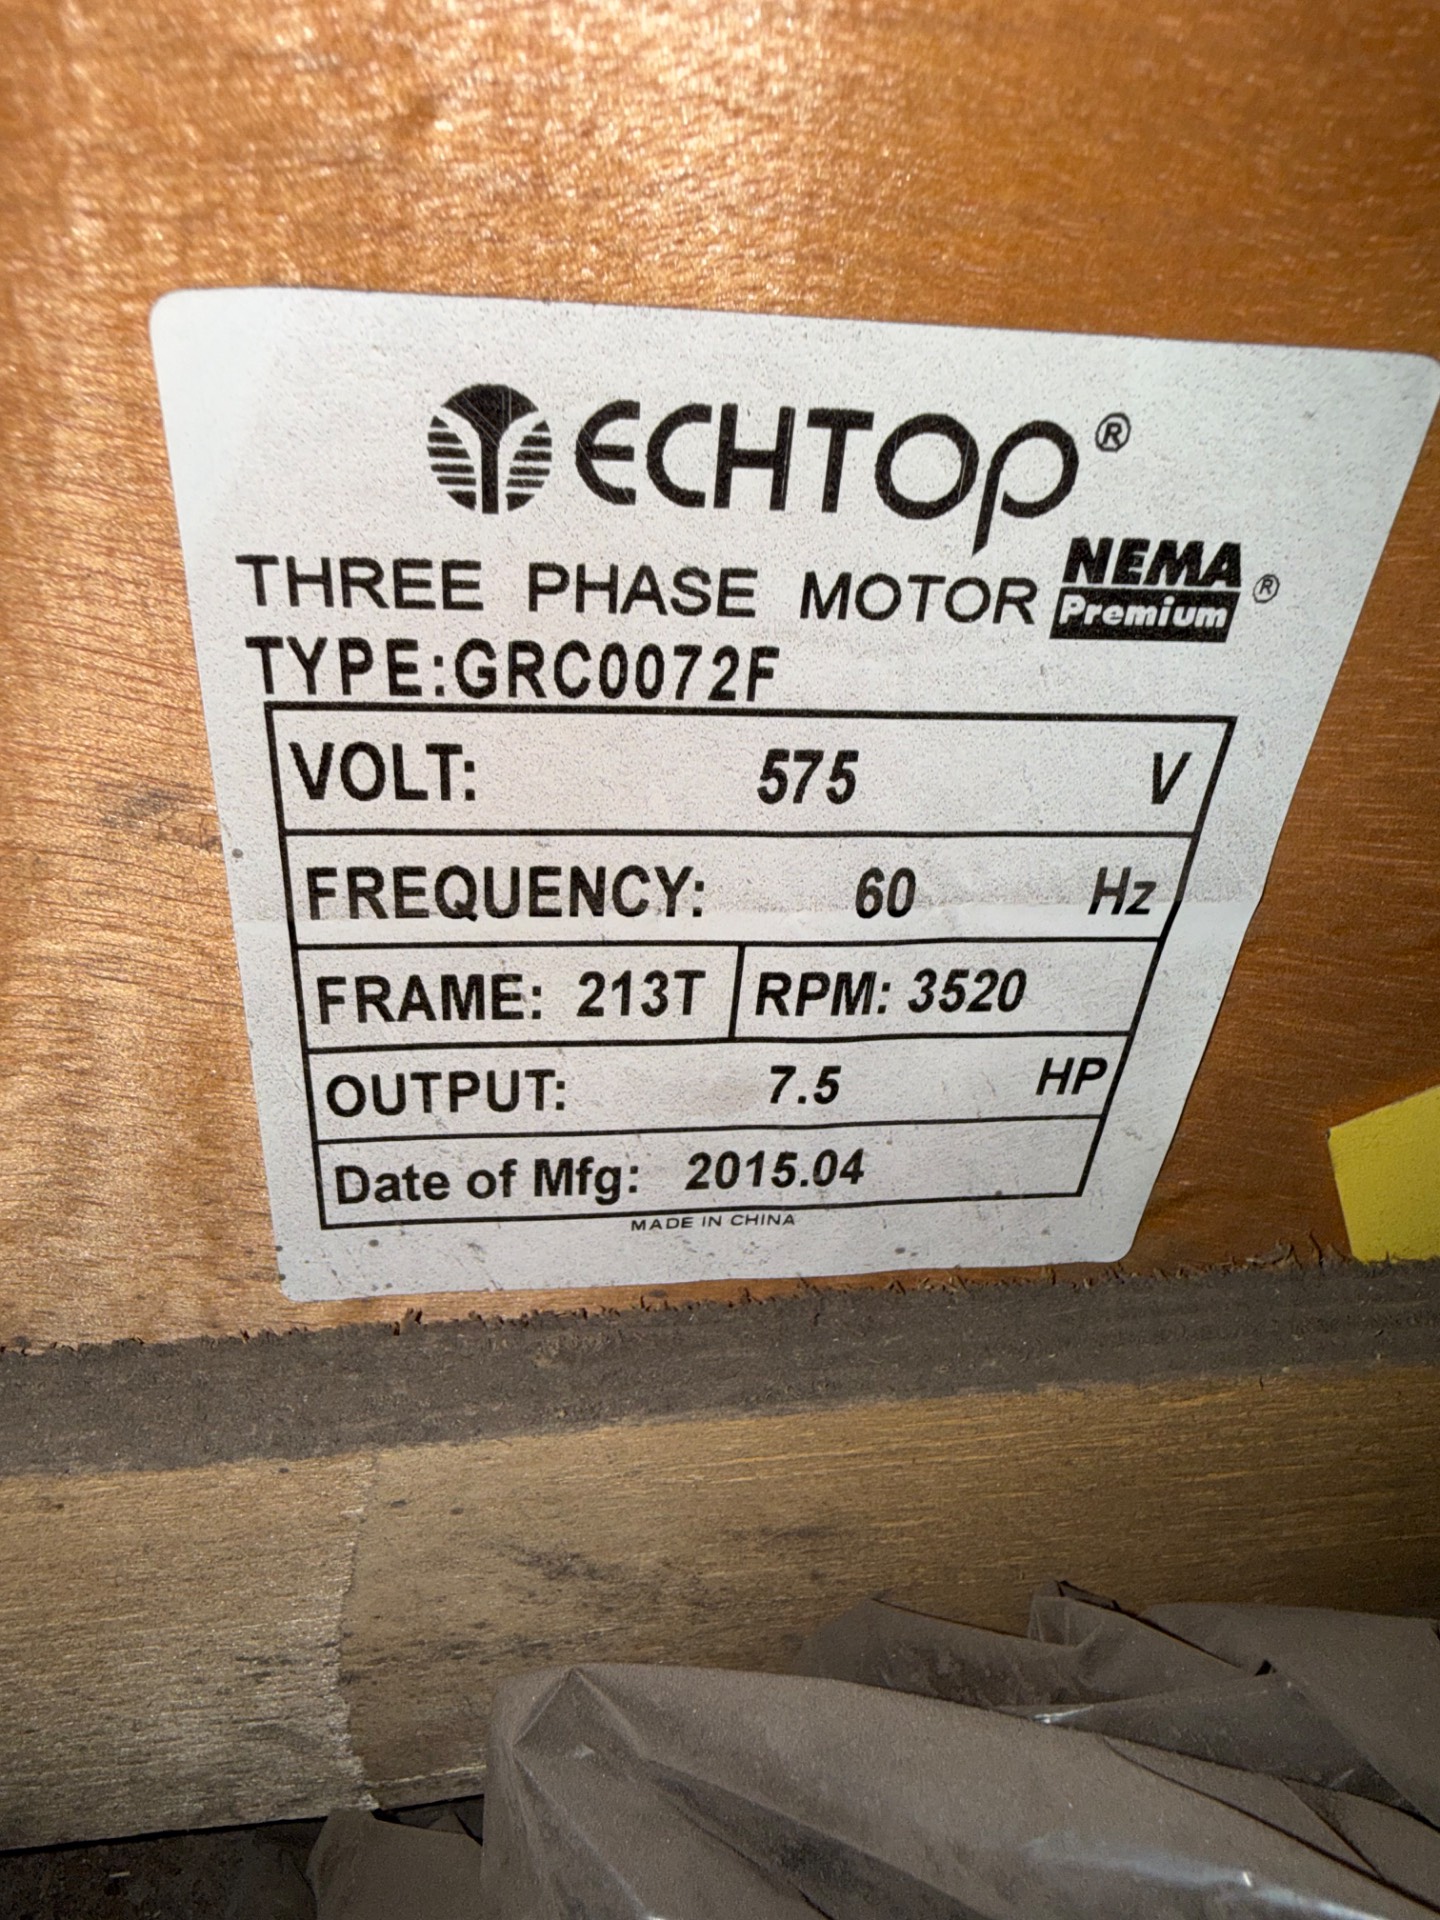 TECHTOP®
THREE PHASE MOTOR NEMA Premium®
TYPE:GRC0072F
VOLT: 575 V
FREQUENCY: 60 Hz
FRAME: 213T RPM: 3520
OUTPUT: 7.5 HP
Date of Mfg: 2015.04
MADE IN CHINA